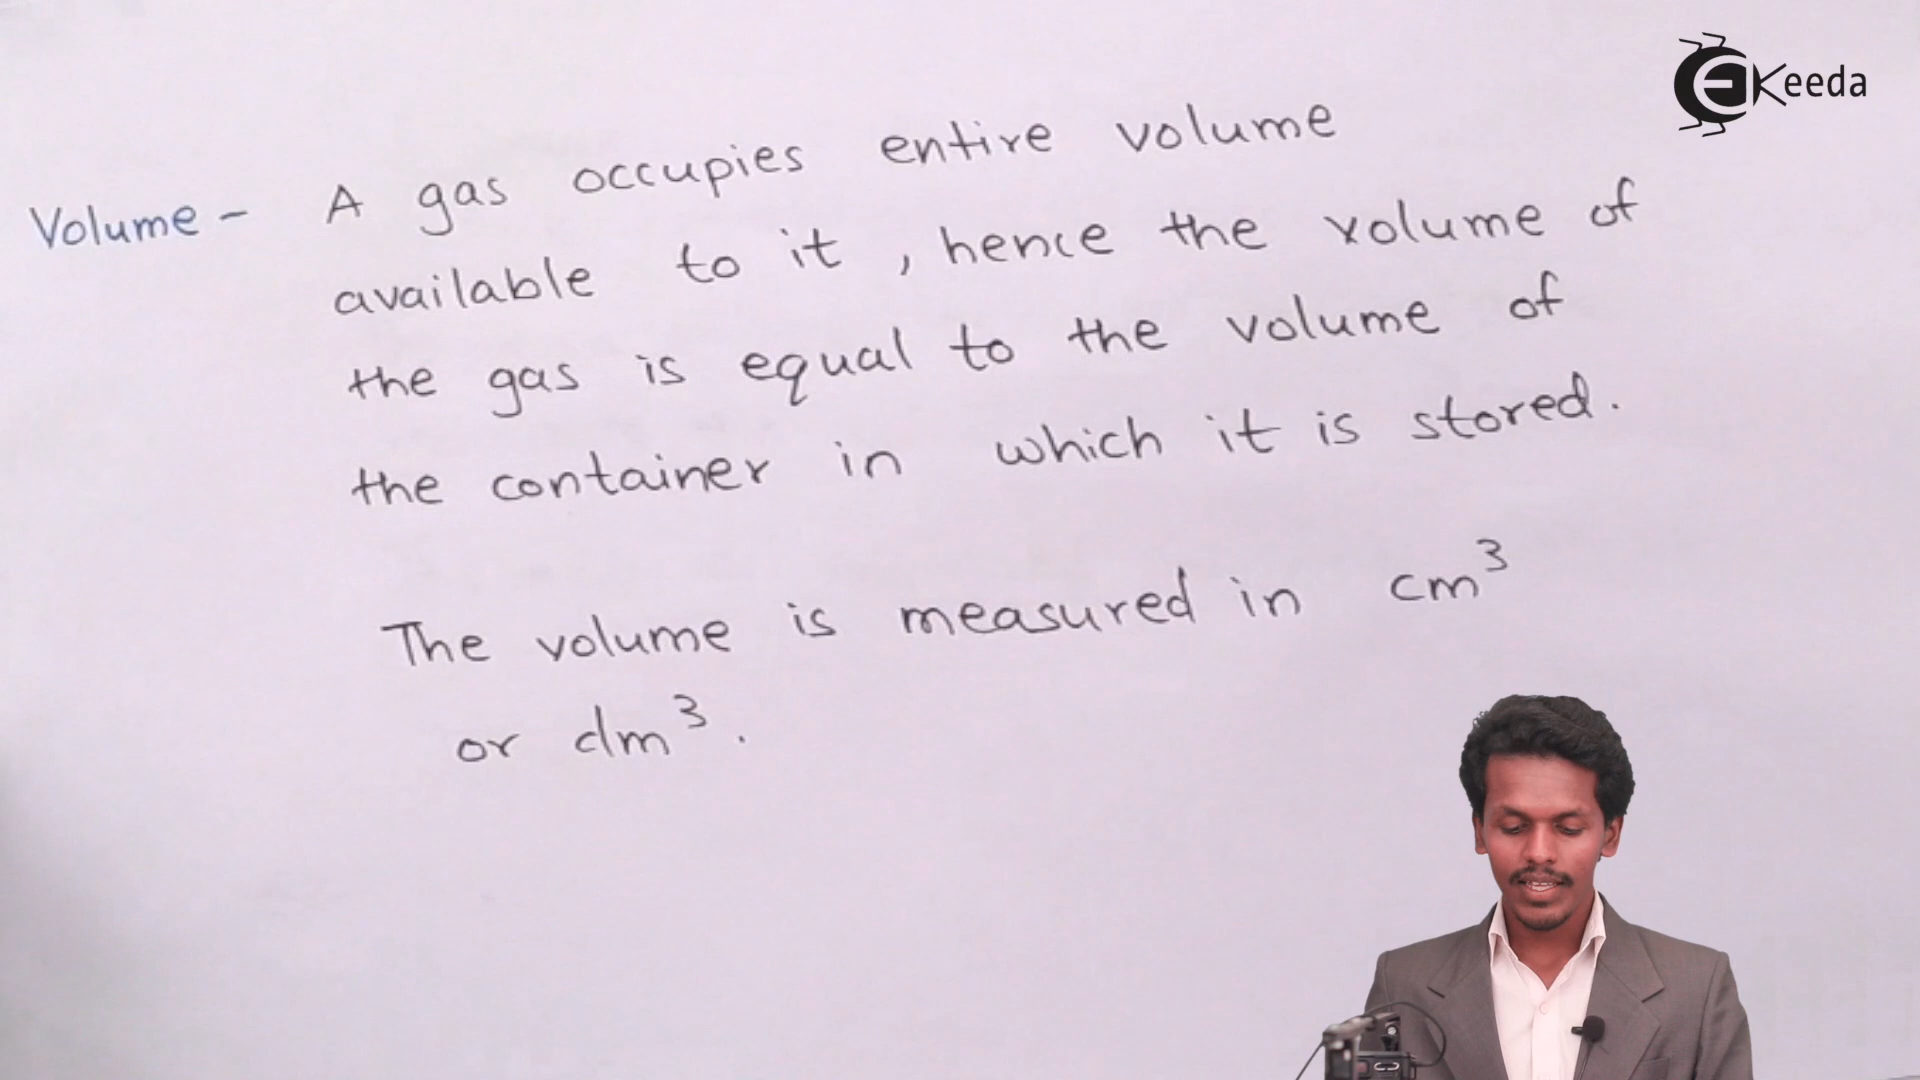 EKeeda
Volume - A gas occupies entire volume
available to it, hence the volume of
the gas is equal to the volume of
the container in which it is stored.
The volume is measured in cm³
or dm³.